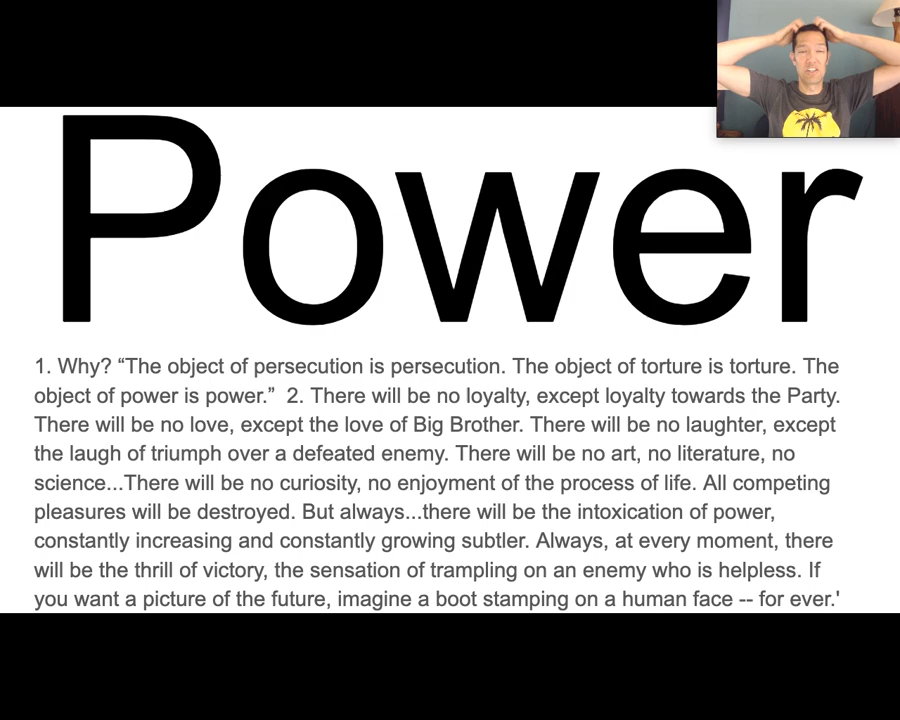 Power
1. Why? “The object of persecution is persecution. The object of torture is torture. The
object of power is power.”  2. There will be no loyalty, except loyalty towards the Party.
There will be no love, except the love of Big Brother. There will be no laughter, except
the laugh of triumph over a defeated enemy. There will be no art, no literature, no
science...There will be no curiosity, no enjoyment of the process of life. All competing
pleasures will be destroyed. But always...there will be the intoxication of power,
constantly increasing and constantly growing subtler. Always, at every moment, there
will be the thrill of victory, the sensation of trampling on an enemy who is helpless. If
you want a picture of the future, imagine a boot stamping on a human face -- for ever.'